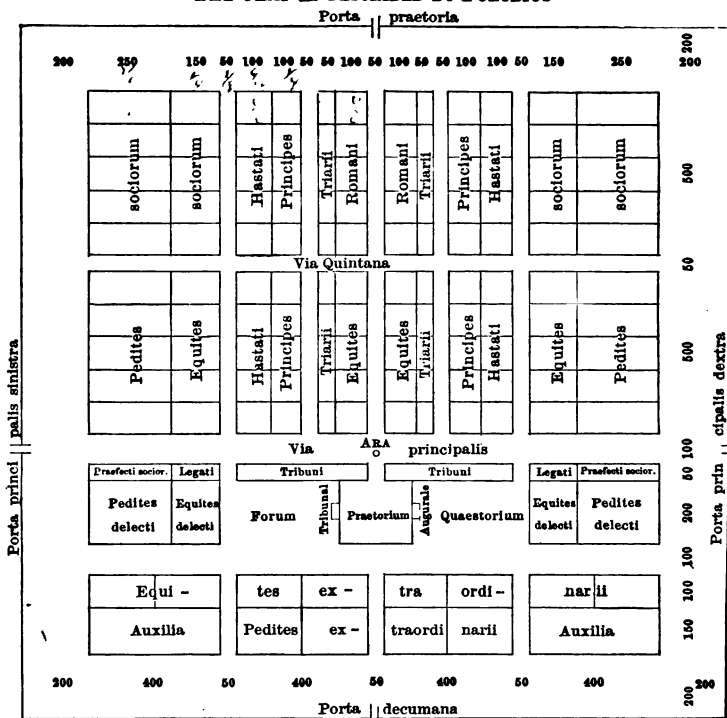 Porta praetoria
200 250 150 50 100 100 50 50 100 50 100 50 50 100 100 50 150 250 200
200
sociorum sociorum Hastati Principes Triarii Romani Romani Triarii Principes Hastati sociorum sociorum
500
Via Quintana
50
Pedites Equites Hastati Principes Triarii Equites Equites Triarii Principes Hastati Equites Pedites
500
Porta princi palis sinistra
Porta prin cipalis dextra
ARA
Via principalis
100
Praefecti socior. Legati Tribuni Tribuni Legati Praefecti socior.
50
Pedites delecti
Equites delecti
Forum
Tribunal
Praetorium
Augurale
Quaestorium
Equites delecti
Pedites delecti
200
100
Equi - tes ex - tra ordi - narii
100
Auxilia Pedites ex - traordi narii Auxilia
150
200 400 50 400 50 400 50 400 200
200
Porta decumana